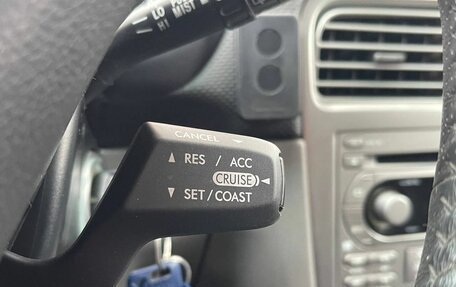 LO
HI MIST
CANCEL
▲ RES / ACC
CRUISE ◄
▼ SET / COAST